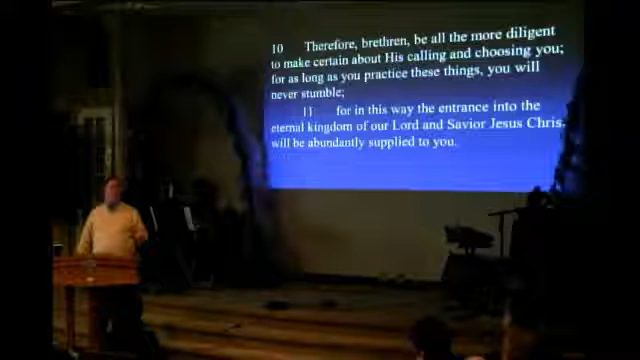 10 Therefore, brethren, be all the more diligent
to make certain about His calling and choosing you;
for as long as you practice these things, you will
never stumble;
11 for in this way the entrance into the
eternal kingdom of our Lord and Savior Jesus Chris.
will be abundantly supplied to you.